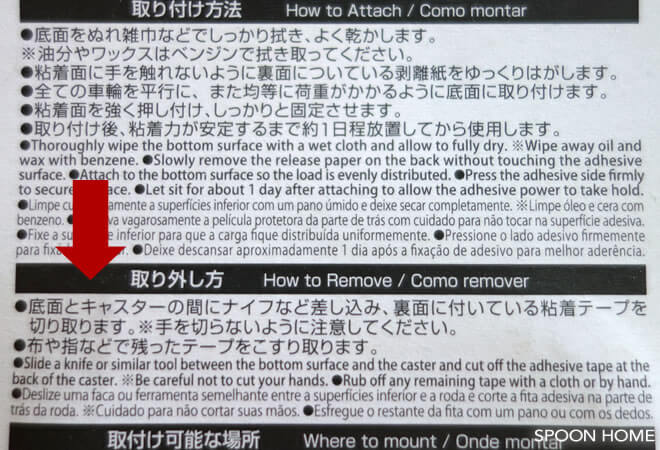 取り付け方法 How to Attach / Como montar
●底面をぬれ雑巾などでしっかり拭き、よく乾かします。
※油分やワックスはベンジンで拭き取ってください。
●粘着面に手を触れないように裏面についている剥離紙をゆっくりはがします。
●全ての車輪を平行に、また均等に荷重がかかるように底面に取り付けます。
●粘着面を強く押し付け、しっかりと固定させます。
●取り付け後、粘着力が安定するまで約1日程放置してから使用します。
●Thoroughly wipe the bottom surface with a wet cloth and allow to fully dry. ※Wipe away oil and
wax with benzene. ●Slowly remove the release paper on the back without touching the adhesive
surface. ●Attach to the bottom surface so the load is evenly distributed. ●Press the adhesive side firmly
to secure ace. ●Let sit for about 1 day after attaching to allow the adhesive power to take hold.
●Limpe cu amente a superfícies inferior com um pano úmido e deixe secar completamente. ※Limpe óleo e cera com
benzeno. ● va vagarosamente a película protetora da parte de trás com cuidado para não tocar na superfície adesiva.
●Fixe a su inferior para que a carga fique distribuída uniformemente. ●Pressione o lado adesivo firmemente
para fix r. ●Deixe descansar aproximadamente 1 dia após a fixação de adesivo para melhor aderência.
取り外し方 How to Remove / Como remover
●底面とキャスターの間にナイフなど差し込み、裏面に付いている粘着テープを
切り取ります。※手を切らないように注意してください。
●布や指などで残ったテープをこすり取ります。
●Slide a knife or similar tool between the bottom surface and the caster and cut off the adhesive tape at the
back of the caster. ※Be careful not to cut your hands. ●Rub off any remaining tape with a cloth or by hand.
●Deslize uma faca ou ferramenta semelhante entre a superfícies inferior e a roda e corte a fita adesiva na parte de
trás da roda. ※Cuidado para não cortar suas mãos. ●Esfregue o restante da fita com um pano ou com os dedos.
取付け可能な場所 Where to mount / Onde montar
SPOON HOME